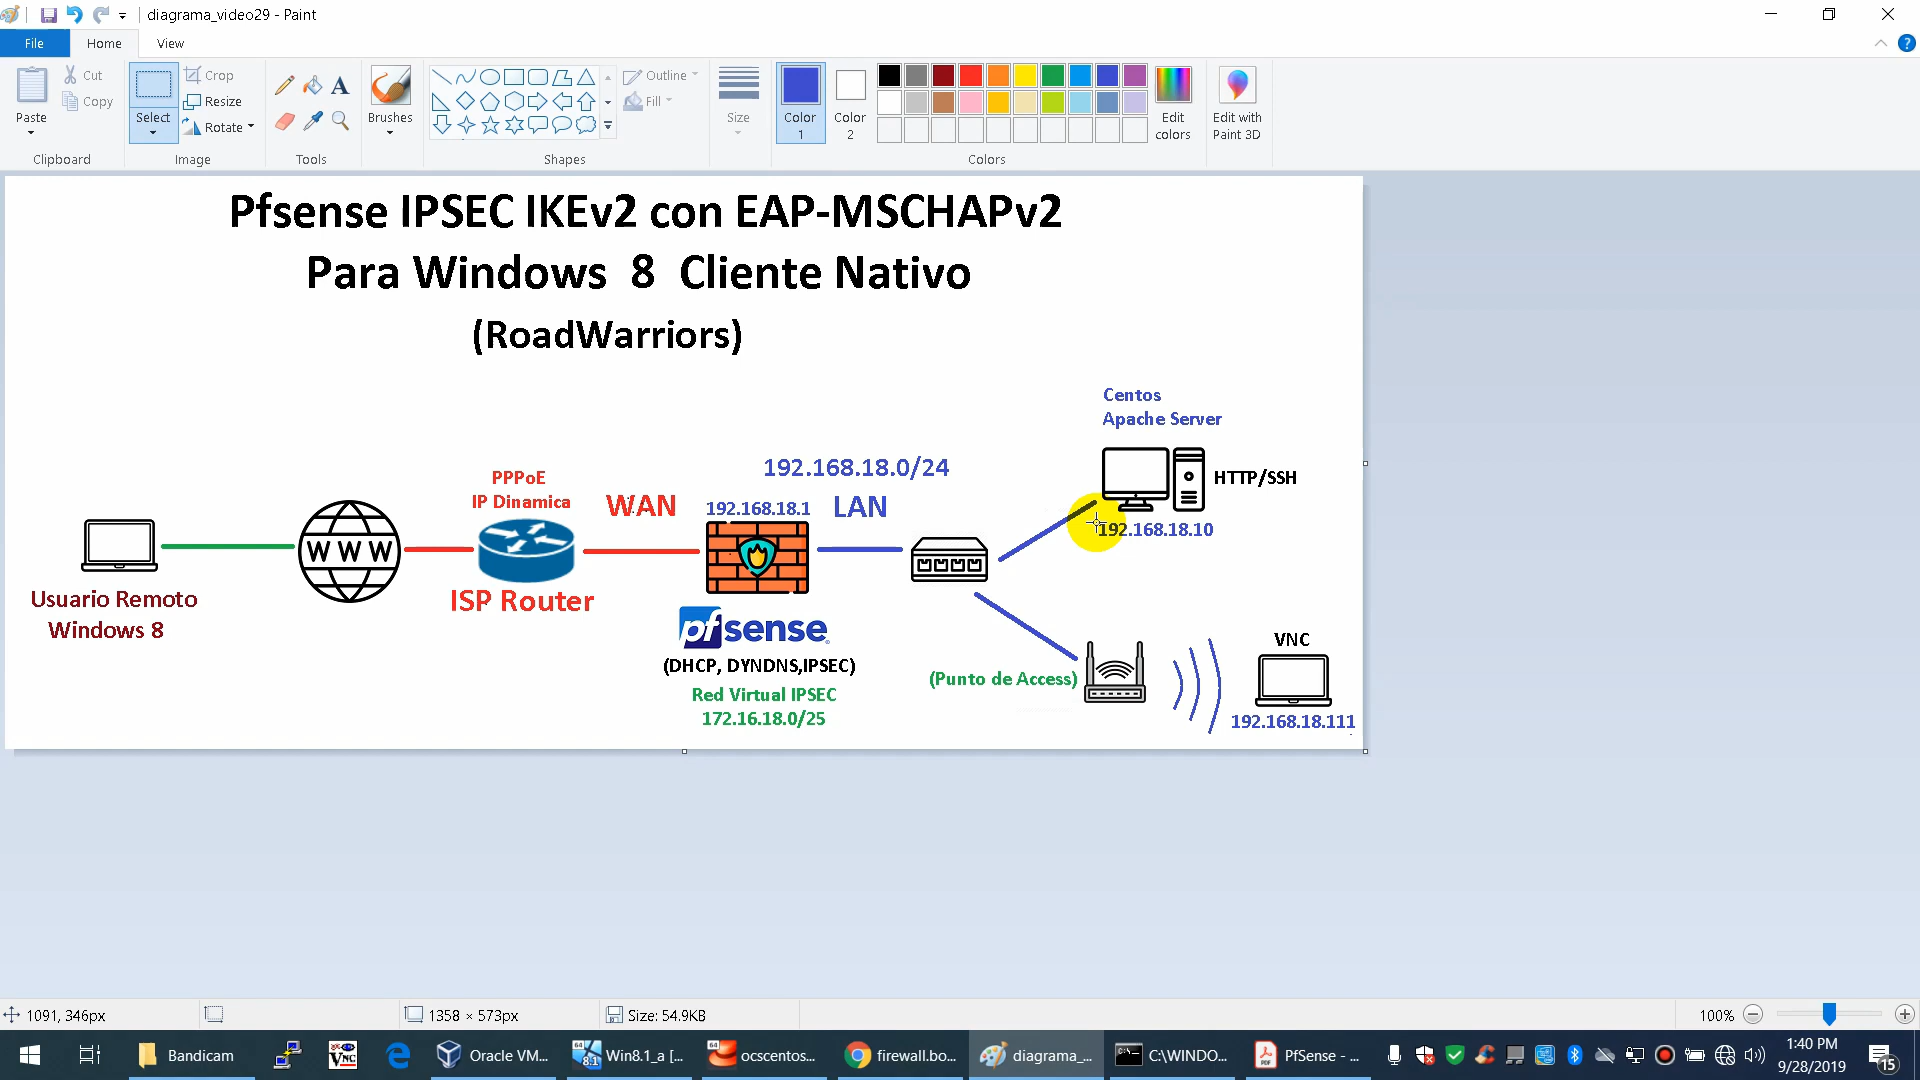 diagrama_video29 - Paint
File
Home
View
Paste
Cut
Copy
Clipboard
Select
Crop
Resize
Rotate
Image
Tools
Brushes
Shapes
Outline
Fill
Size
Color
1
Color
2
Colors
Edit
colors
Edit with
Paint 3D
Pfsense IPSEC IKEv2 con EAP-MSCHAPv2
Para Windows 8 Cliente Nativo
(RoadWarriors)
Centos
Apache Server
HTTP/SSH
192.168.18.10
192.168.18.0/24
LAN
192.168.18.1
WAN
PPPoE
IP Dinamica
ISP Router
WWW
Usuario Remoto
Windows 8
pfsense
(DHCP, DYNDNS,IPSEC)
Red Virtual IPSEC
172.16.18.0/25
(Punto de Access)
VNC
192.168.18.111
1091, 346px
1358 × 573px
Size: 54.9KB
100%
Bandicam
Oracle VM...
Win8.1_a [...
ocscentos...
firewall.bo...
diagrama_...
C:\WINDO...
PfSense - ...
1:40 PM
9/28/2019
15